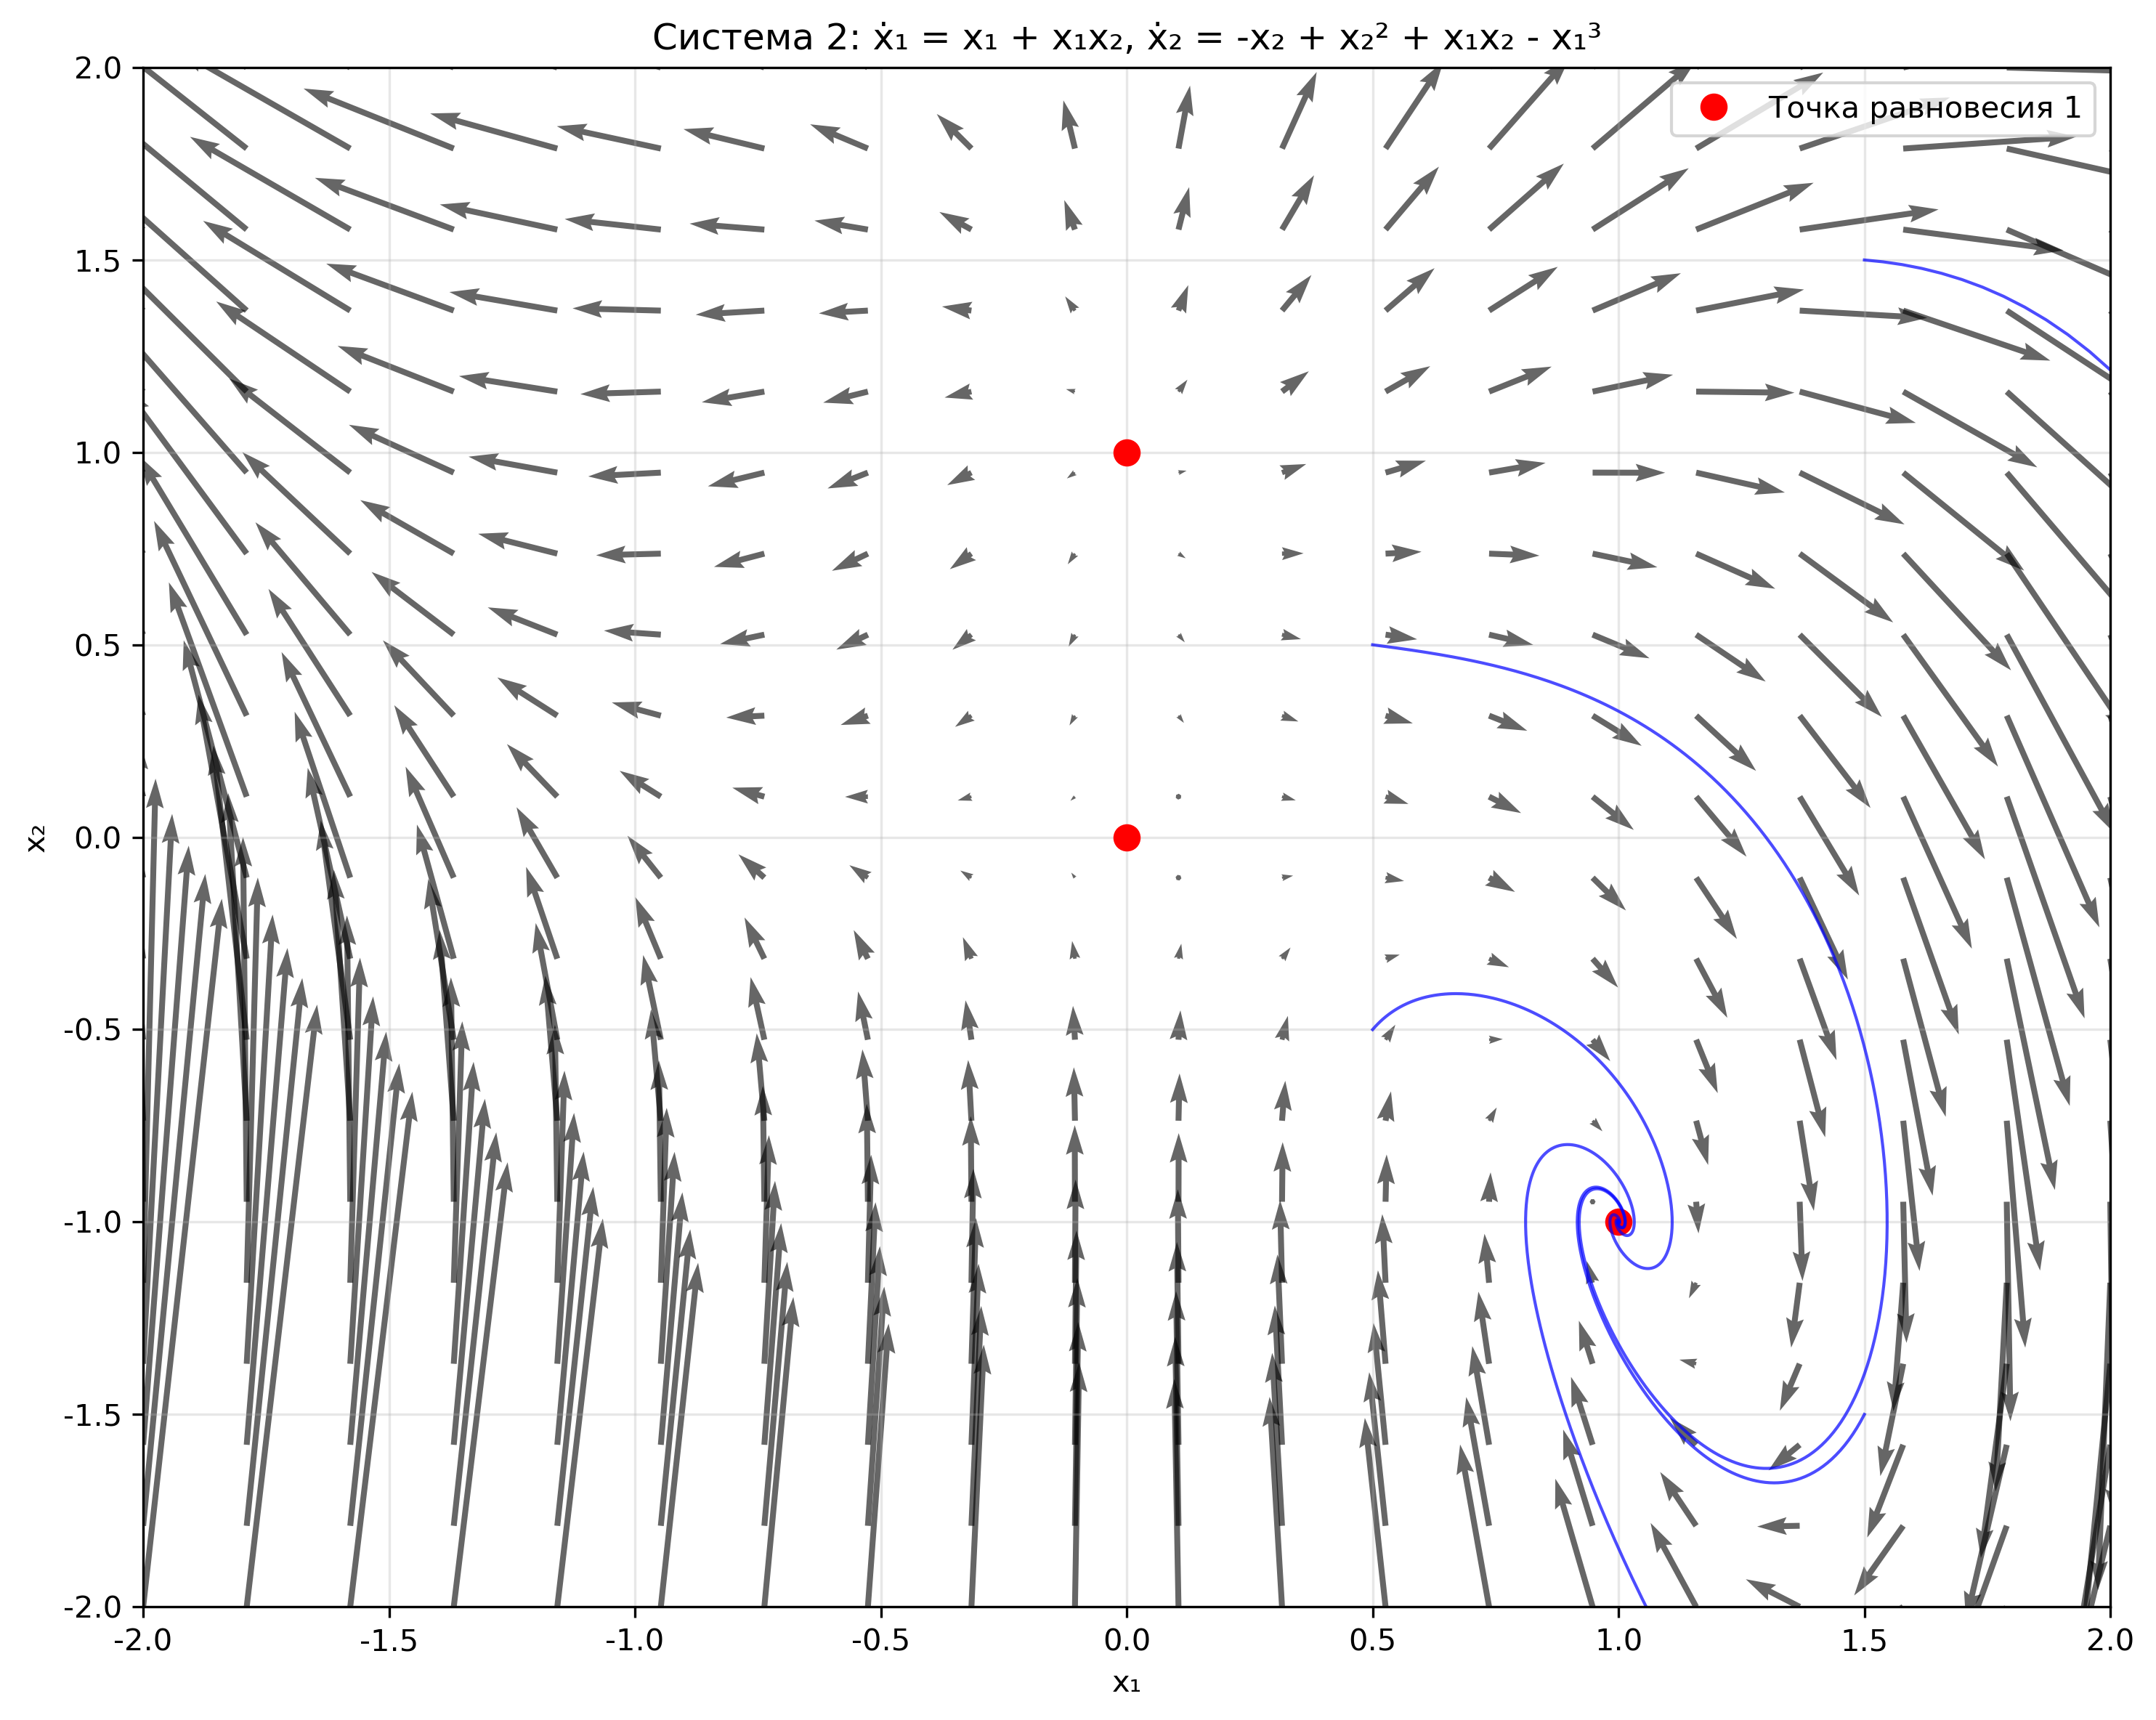 Система 2: ẋ₁ = x₁ + x₁x₂, ẋ₂ = -x₂ + x₂² + x₁x₂ - x₁³
Точка равновесия 1
2.0
1.5
1.0
0.5
0.0
-0.5
-1.0
-1.5
-2.0
x₂
-2.0 -1.5 -1.0 -0.5 0.0 0.5 1.0 1.5 2.0
x₁